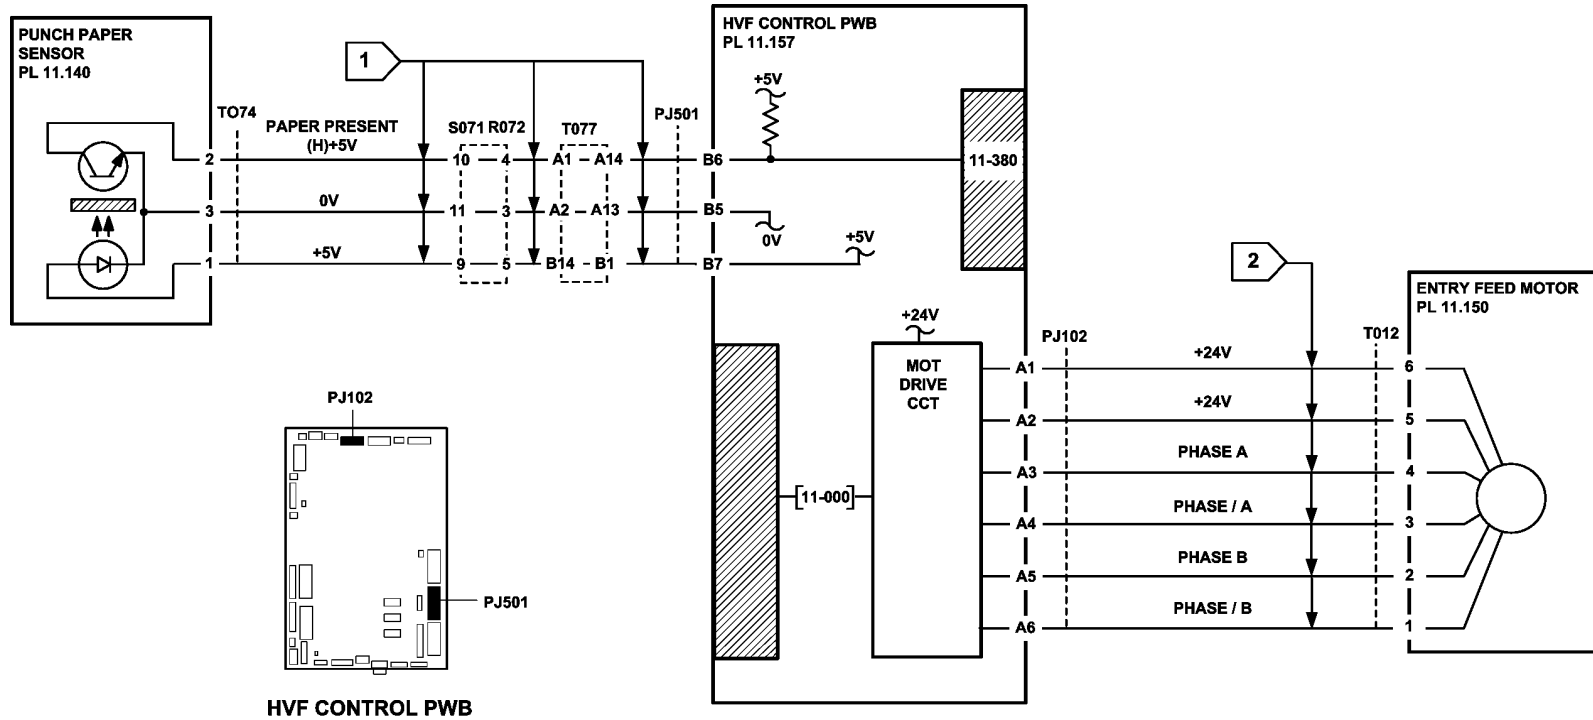 PUNCH PAPER
SENSOR
PL 11.140
1
HVF CONTROL PWB
PL 11.157
+5V
TO74
PAPER PRESENT
(H)+5V
S071 R072
T077
PJ501
2
10
4
A1
A14
B6
11-380
3
0V
11
3
A2
A13
B5
0V
+5V
1
+5V
9
5
B14
B1
B7
2
ENTRY FEED MOTOR
PL 11.150
+24V
MOT
DRIVE
CCT
PJ102
T012
A1
+24V
6
A2
+24V
5
A3
PHASE A
4
11-000
A4
PHASE / A
3
A5
PHASE B
2
A6
PHASE / B
1
PJ102
PJ501
HVF CONTROL PWB